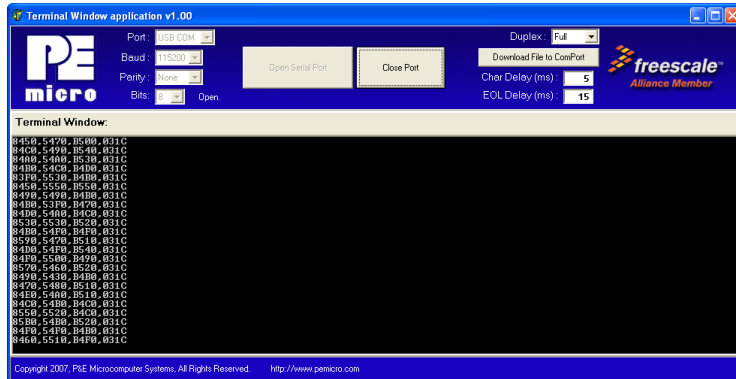 Terminal Window application v1.00
PE
micro
Port: USB COM
Baud: 115200
Parity: None
Bits: 8 Open.
Open Serial Port
Close Port
Duplex: Full
Download File to ComPort
Char Delay (ms): 5
EOL Delay (ms): 15
freescale™
Alliance Member
Terminal Window:
8450,5470,B500,031C
84C0,5490,B540,031C
84A0,54A0,B530,031C
84B0,54C0,B4D0,031C
83F0,5530,B4B0,031C
8450,5550,B550,031C
8490,5490,B4B0,031C
84B0,53F0,B470,031C
84D0,54A0,B4C0,031C
8530,5530,B520,031C
84B0,54F0,B4F0,031C
8590,5470,B510,031C
84D0,54F0,B540,031C
84F0,5500,B490,031C
8570,5460,B520,031C
8490,5430,B4B0,031C
8470,5480,B510,031C
84E0,54A0,B510,031C
84C0,54B0,B4C0,031C
8550,5520,B4C0,031C
85B0,54B0,B520,031C
84F0,54F0,B4B0,031C
8460,5510,B4F0,031C
Copyright 2007, P&E Microcomputer Systems, All Rights Reserved. http://www.pemicro.com